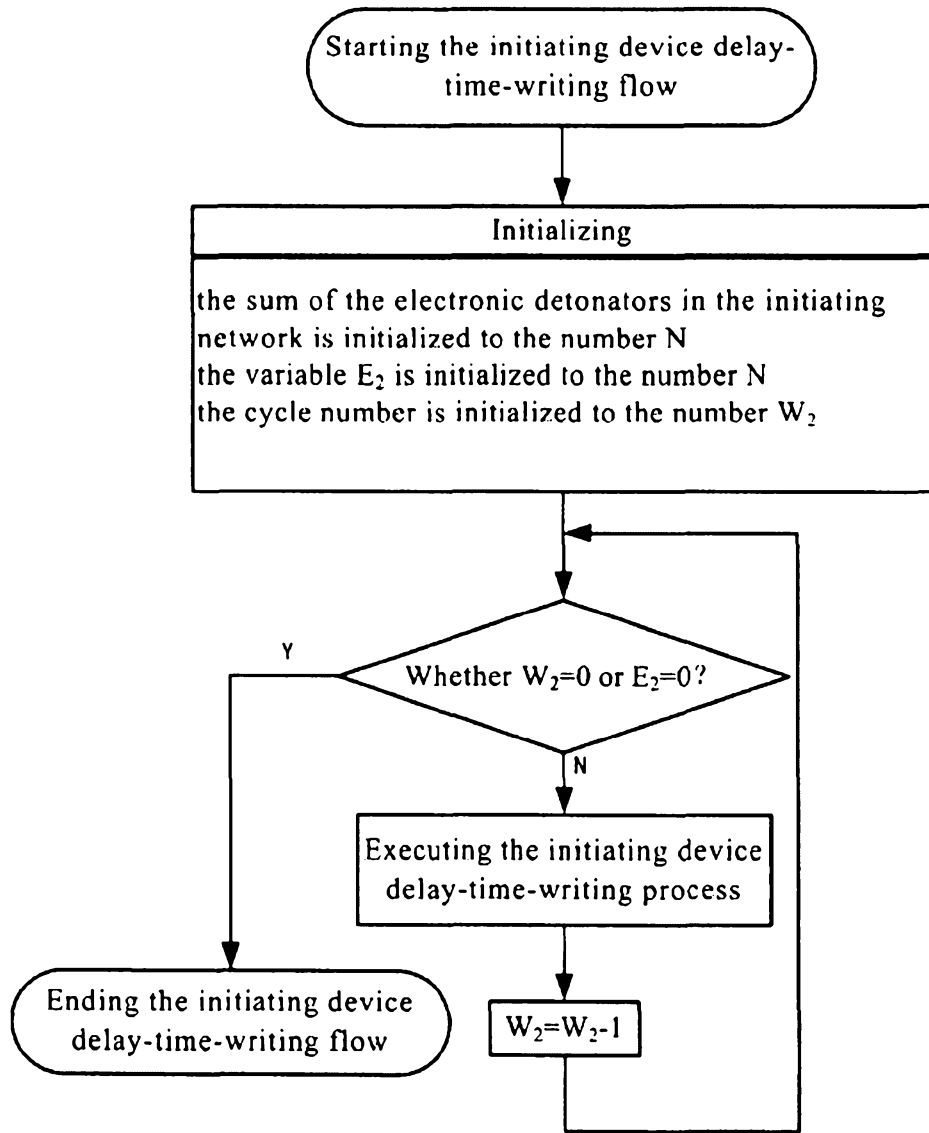 Starting the initiating device delay-
time-writing flow
Initializing
the sum of the electronic detonators in the initiating
network is initialized to the number N
the variable E₂ is initialized to the number N
the cycle number is initialized to the number W₂
Y
Whether W₂=0 or E₂=0?
N
Executing the initiating device
delay-time-writing process
Ending the initiating device
delay-time-writing flow
W₂=W₂-1